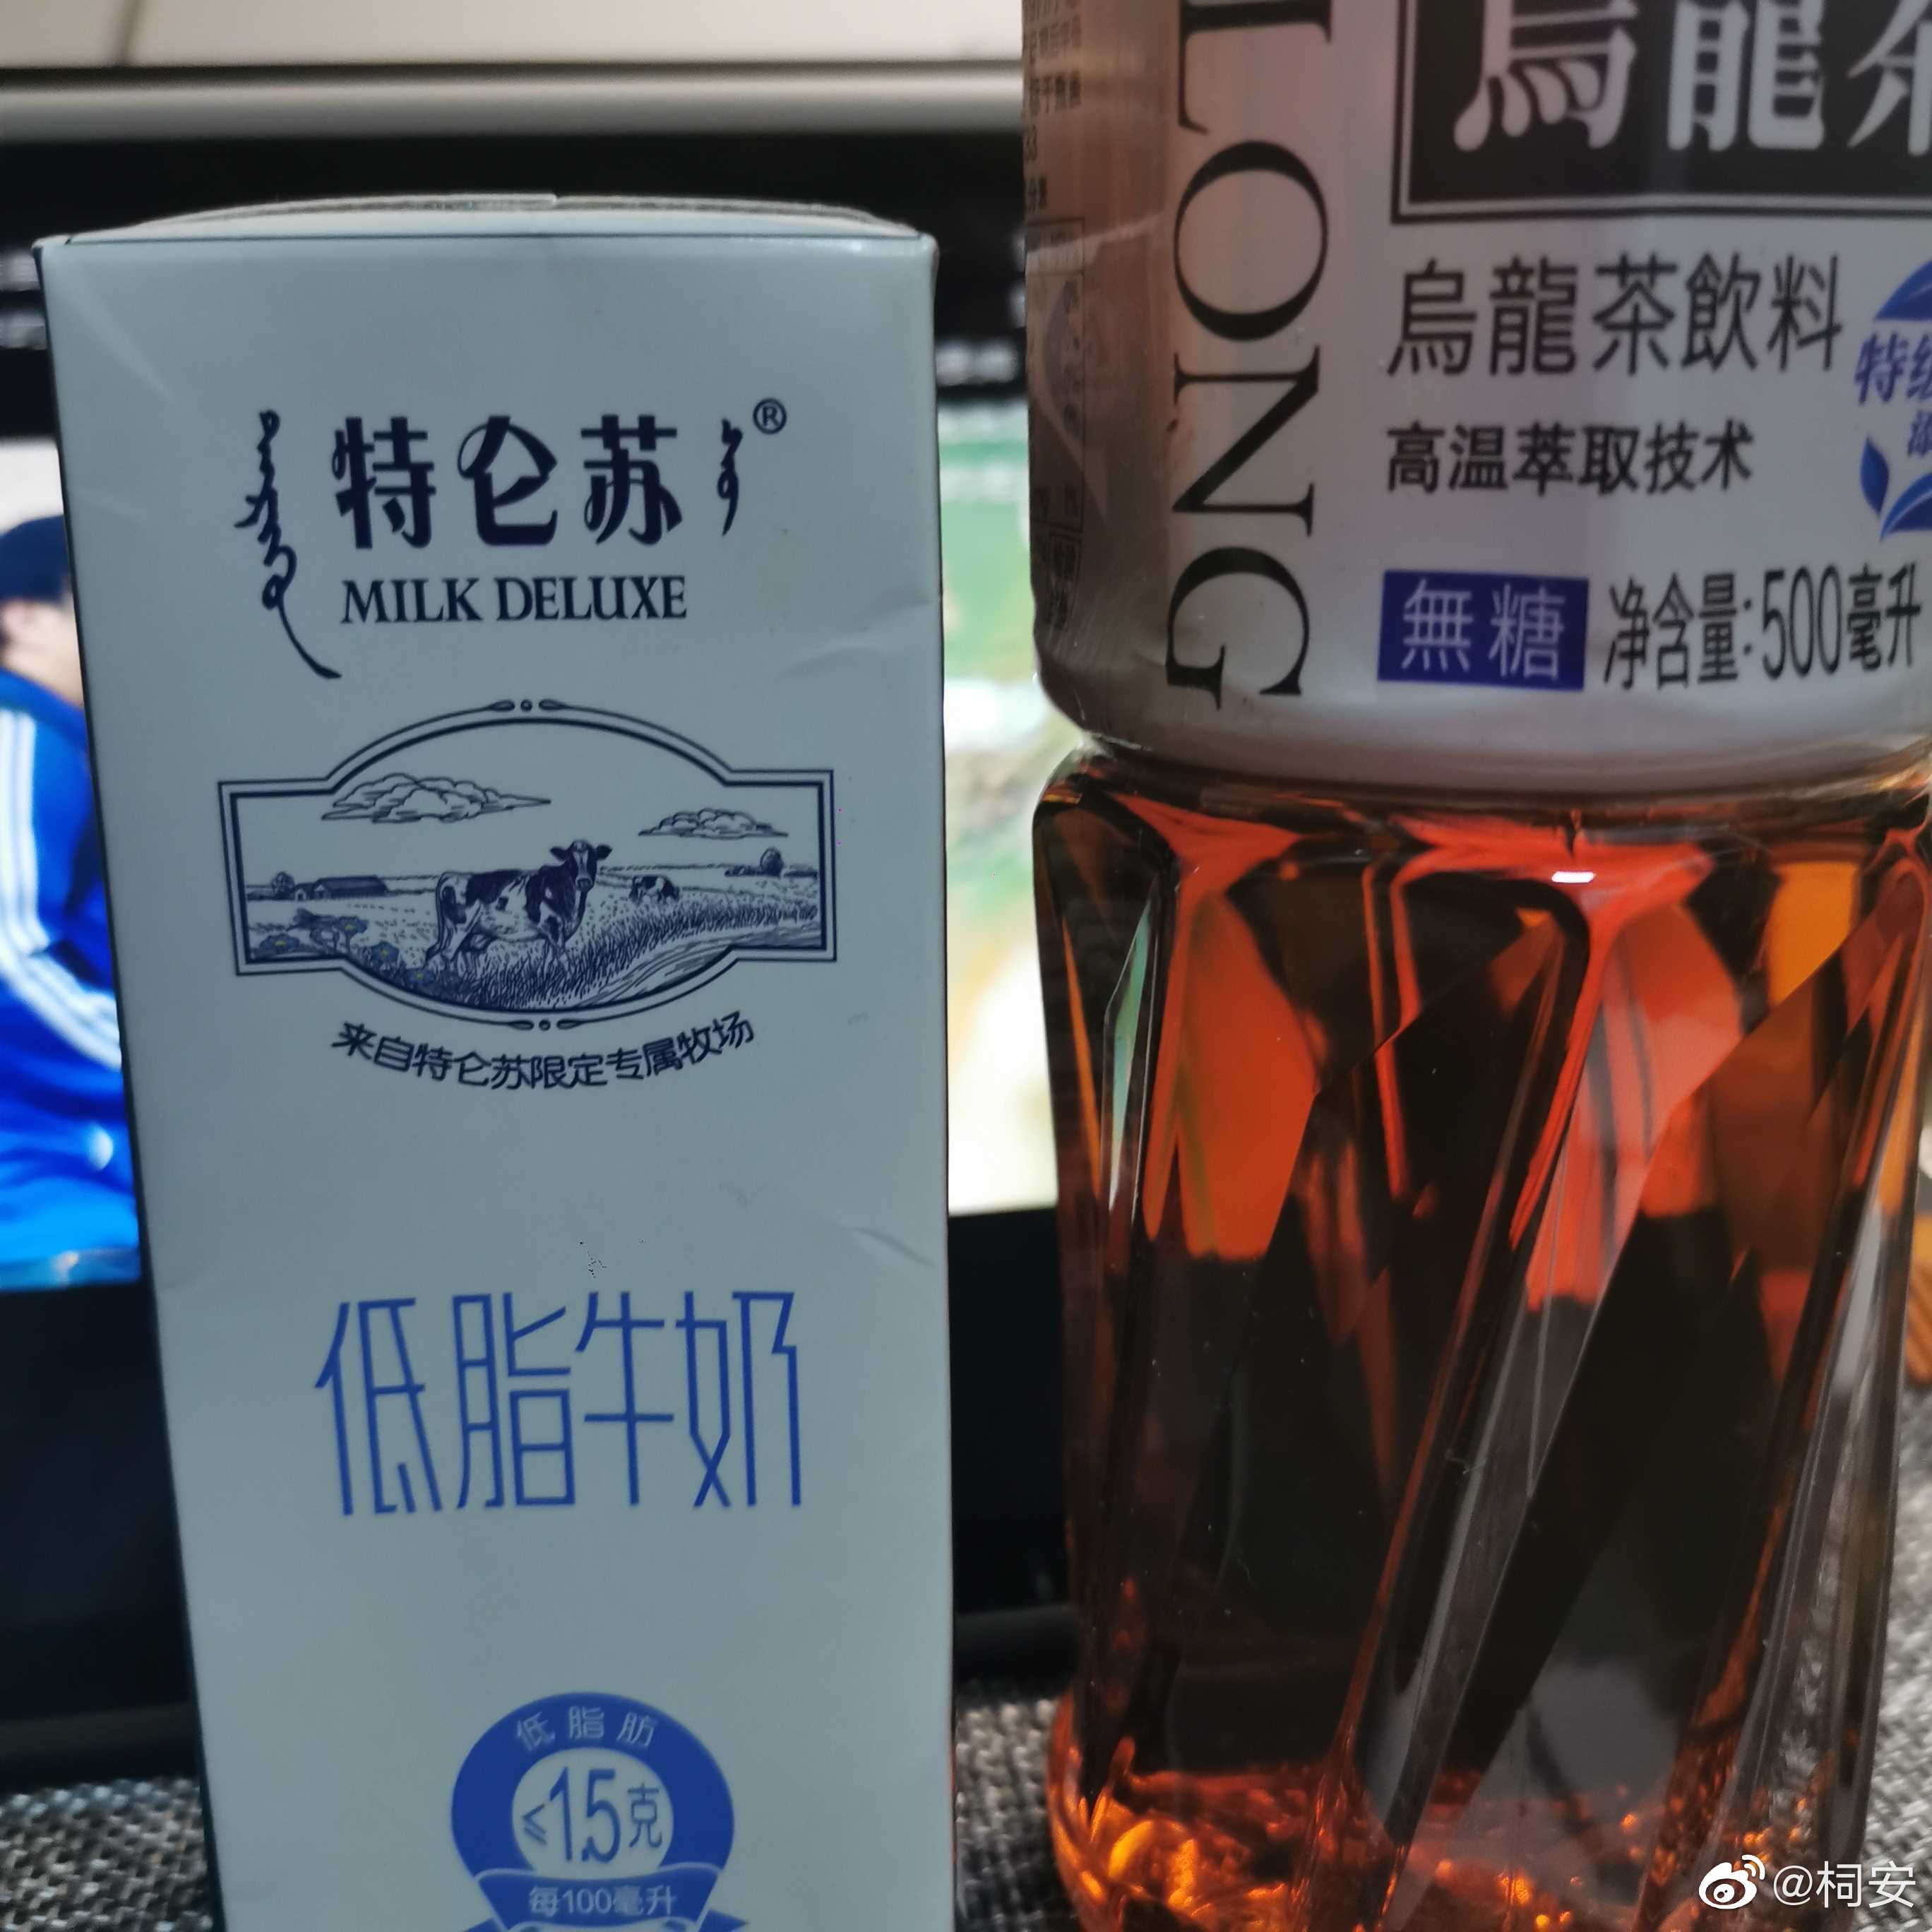 特仑苏®
MILK DELUXE
来自特仑苏限定专属牧场
低脂牛奶
低脂肪
≤1.5克
每100毫升
LONG
烏龍茶
烏龍茶飲料
高温萃取技术
特级
無糖 净含量:500毫升
@柯安